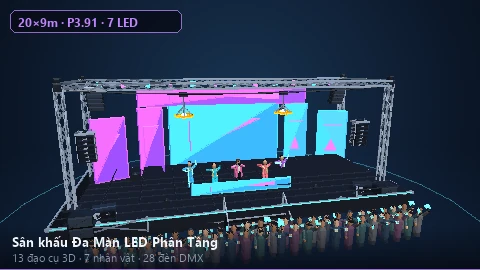 20×9m · P3.91 · 7 LED
Sân khấu Đa Màn LED Phân Tầng
13 đạo cụ 3D · 7 nhân vật · 28 đèn DMX